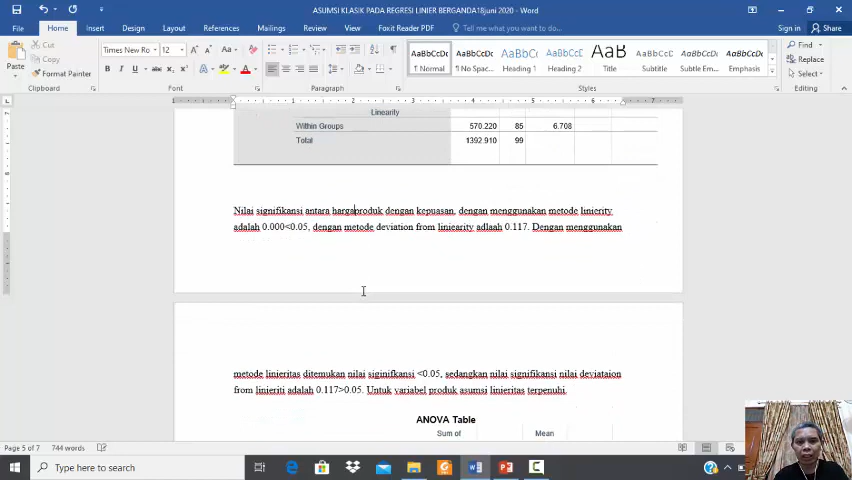 ASUMSI KLASIK PADA REGRESI LINIER BERGANDA18juni 2020 - Word
File Home Insert Draw Design Layout References Mailings Review View Foxit Reader PDF Tell me what you want to do... Sign in Share
Cut
Copy
Paste Format Painter
Times New Ro 12
Find
Replace
Select
AaBbCcDc AaBbCcDc AaBbCc AaBbCcC AaB AaBbCcD AaBbCcDt AaBbCcDt
¶ Normal ¶ No Spac... Heading 1 Heading 2 Title Subtitle Subtle Em... Emphasis
Clipboard Font Paragraph Styles Editing
Linearity
Within Groups 570.220 85 6.708
Total 1392.910 99
Nilai signifikansi antara hargaproduk dengan kepuasan, dengan menggunakan metode linierity
adalah 0.000<0.05, dengan metode deviation from liniearity adlaah 0.117. Dengan menggunakan
metode linieritas ditemukan nilai siginifkansi <0.05, sedangkan nilai signifikansi nilai deviataion
from linieriti adalah 0.117>0.05. Untuk variabel produk asumsi linieritas terpenuhi.
ANOVA Table
Sum of Mean
Page 5 of 7 744 words
Type here to search